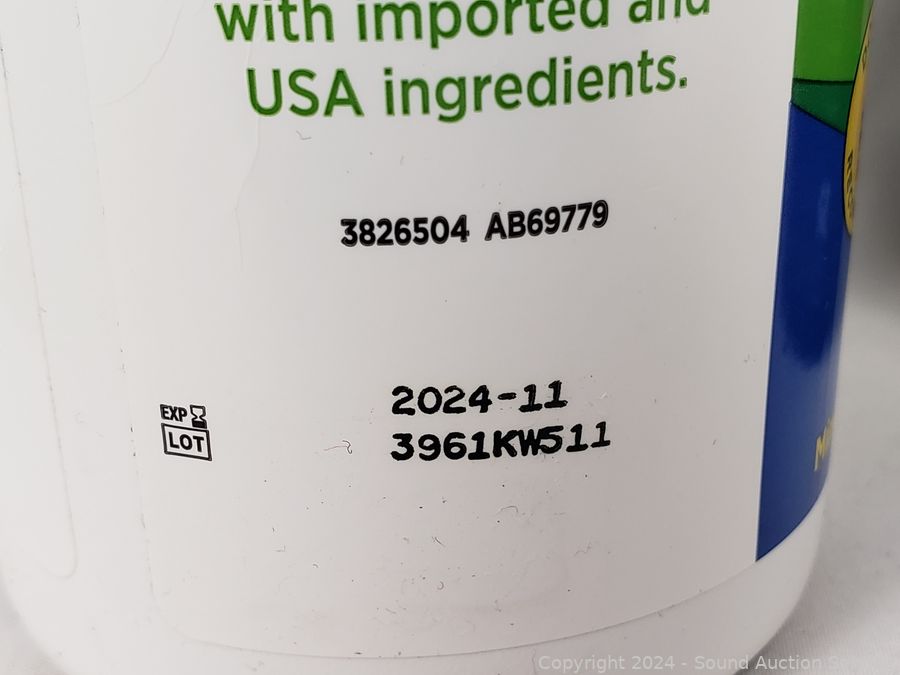 with imported and
USA ingredients.
3826504 AB69779
EXP
2024-11
LOT
3961KW511
Copyright 2024 - Sound Auction